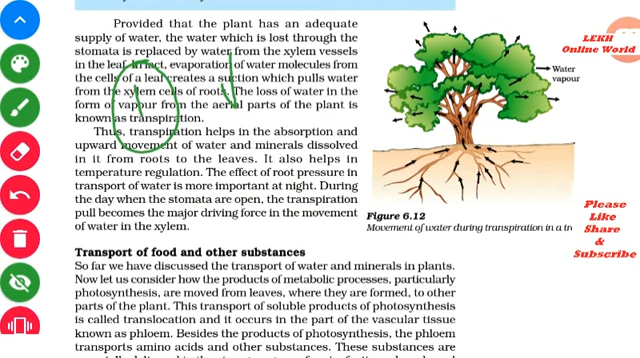 Provided that the plant has an adequate
supply of water, the water which is lost through the
stomata is replaced by water from the xylem vessels
in the leaf. In fact, evaporation of water molecules from
the cells of a leaf creates a suction which pulls water
from the xylem cells of roots. The loss of water in the
form of vapour from the aerial parts of the plant is
known as transpiration.
Thus, transpiration helps in the absorption and
upward movement of water and minerals dissolved
in it from roots to the leaves. It also helps in
temperature regulation. The effect of root pressure in
transport of water is more important at night. During
the day when the stomata are open, the transpiration
pull becomes the major driving force in the movement
of water in the xylem.
LEKH
Online World
Water
vapour
Figure 6.12
Movement of water during transpiration in a tr
Please
Like
Share
&
Subscribe
Transport of food and other substances
So far we have discussed the transport of water and minerals in plants.
Now let us consider how the products of metabolic processes, particularly
photosynthesis, are moved from leaves, where they are formed, to other
parts of the plant. This transport of soluble products of photosynthesis
is called translocation and it occurs in the part of the vascular tissue
known as phloem. Besides the products of photosynthesis, the phloem
transports amino acids and other substances. These substances are